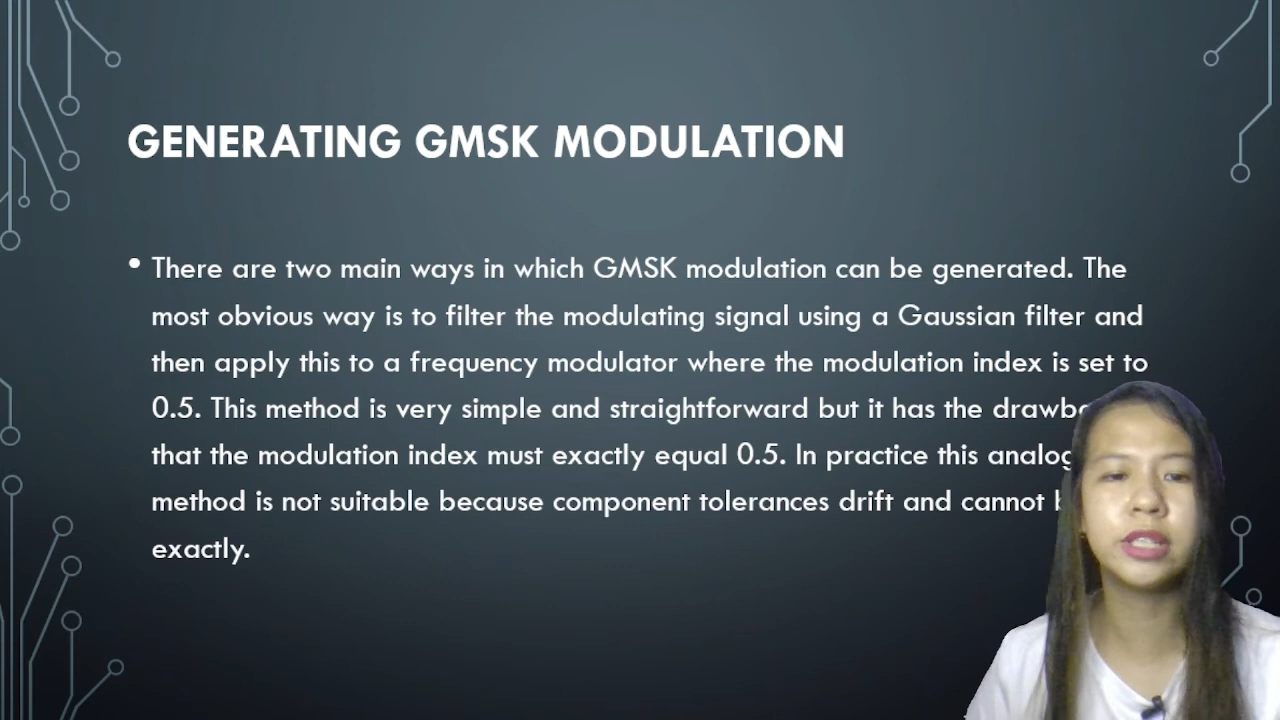 GENERATING GMSK MODULATION
• There are two main ways in which GMSK modulation can be generated. The
most obvious way is to filter the modulating signal using a Gaussian filter and
then apply this to a frequency modulator where the modulation index is set to
0.5. This method is very simple and straightforward but it has the
that the modulation index must exactly equal 0.5. In practice this
method is not suitable because component tolerances drift and cannot
exactly.